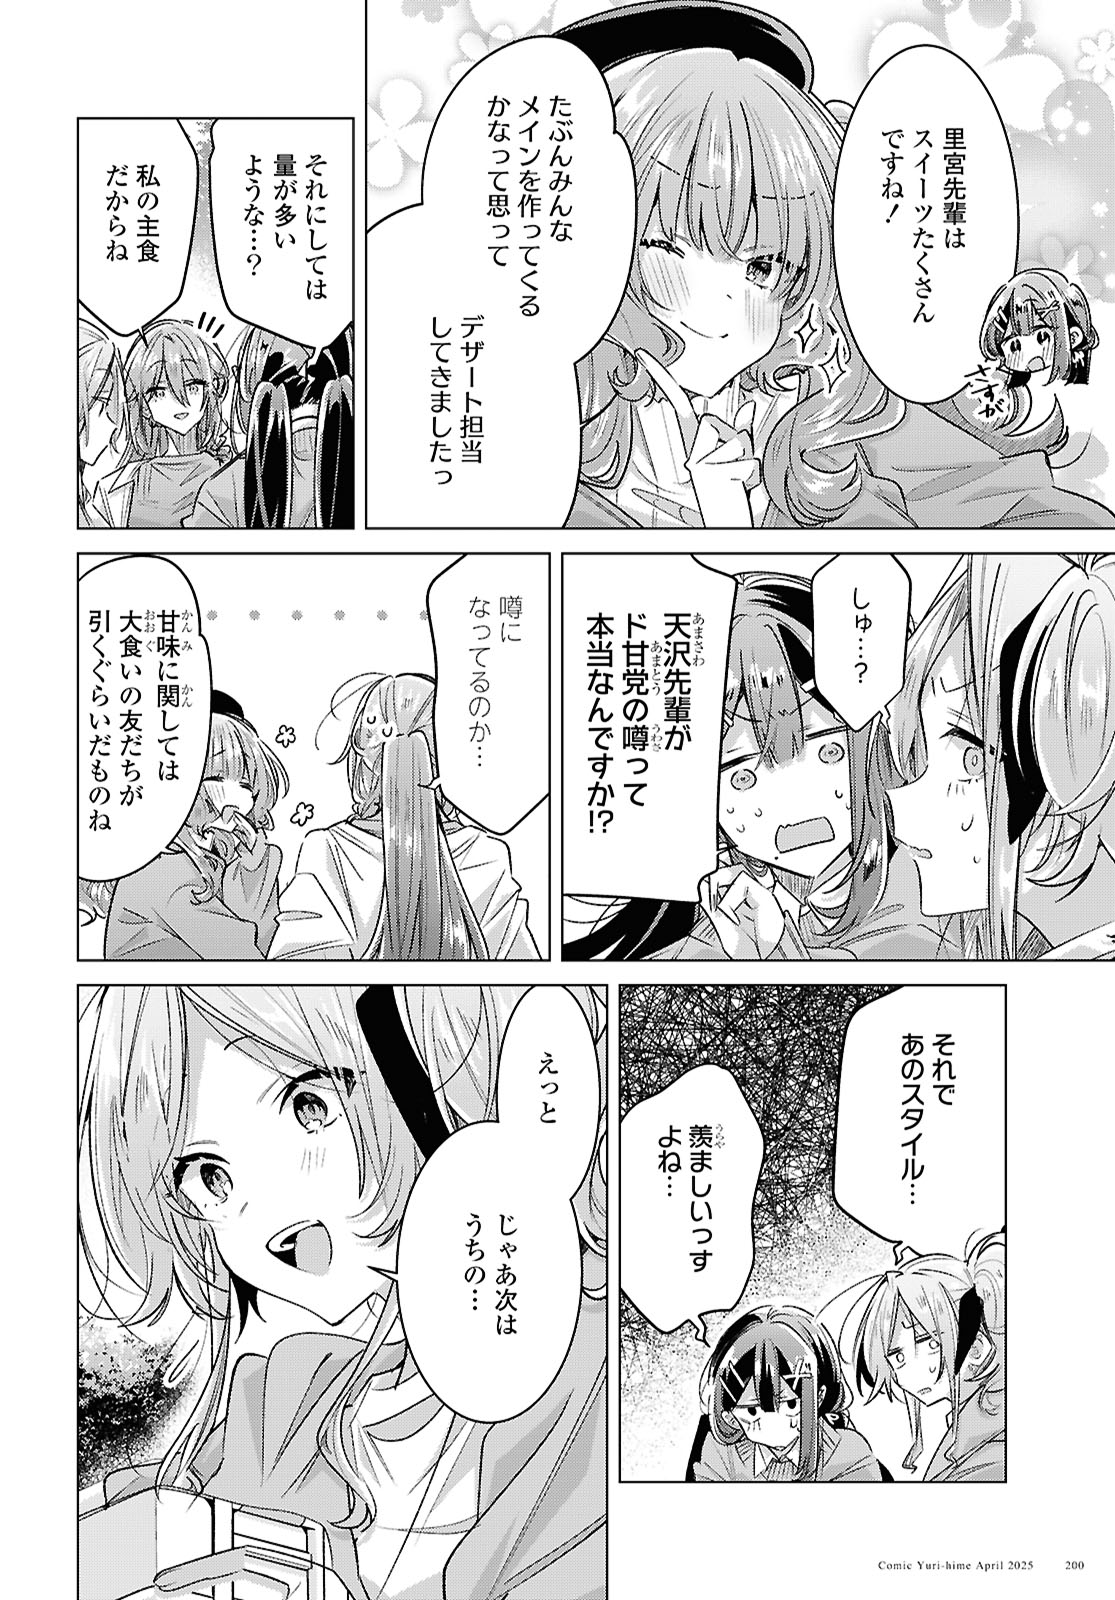 里宮先輩は
スイーツたくさん
ですね!
さすが
たぶんみんな
メインを作ってくる
かなって思って
デザート担当
してきましたっ
それにしては
量が多い
ような…?
私の主食
だからね
しゅ…?
天沢先輩が
ド甘党の噂って
本当なんですか!?
噂に
なってるのか…
甘味に関しては
大食いの友だちが
引くぐらいだものね
それで
あのスタイル…
羨ましいっす
よね…
えっと
じゃあ次は
うちの…
Comic Yuri-hime April 2025 200